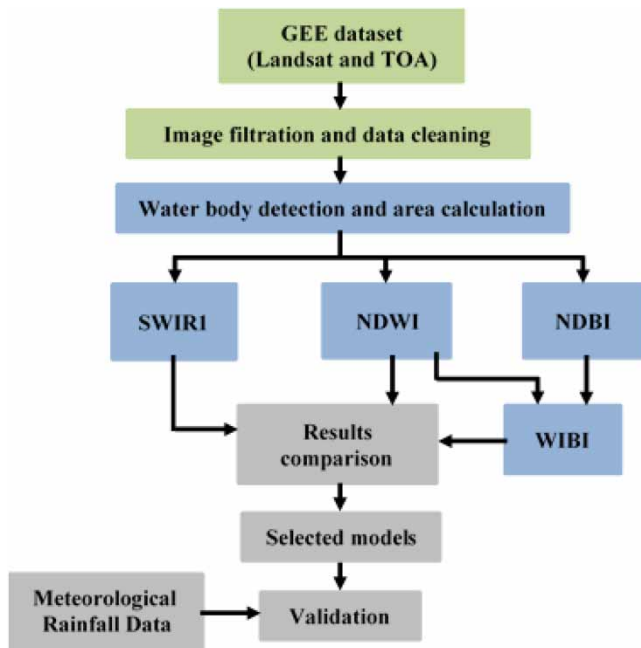 GEE dataset
(Landsat and TOA)
Image filtration and data cleaning
Water body detection and area calculation
SWIR1
NDWI
NDBI
Results
comparison
WIBI
Selected models
Meteorological
Rainfall Data
Validation